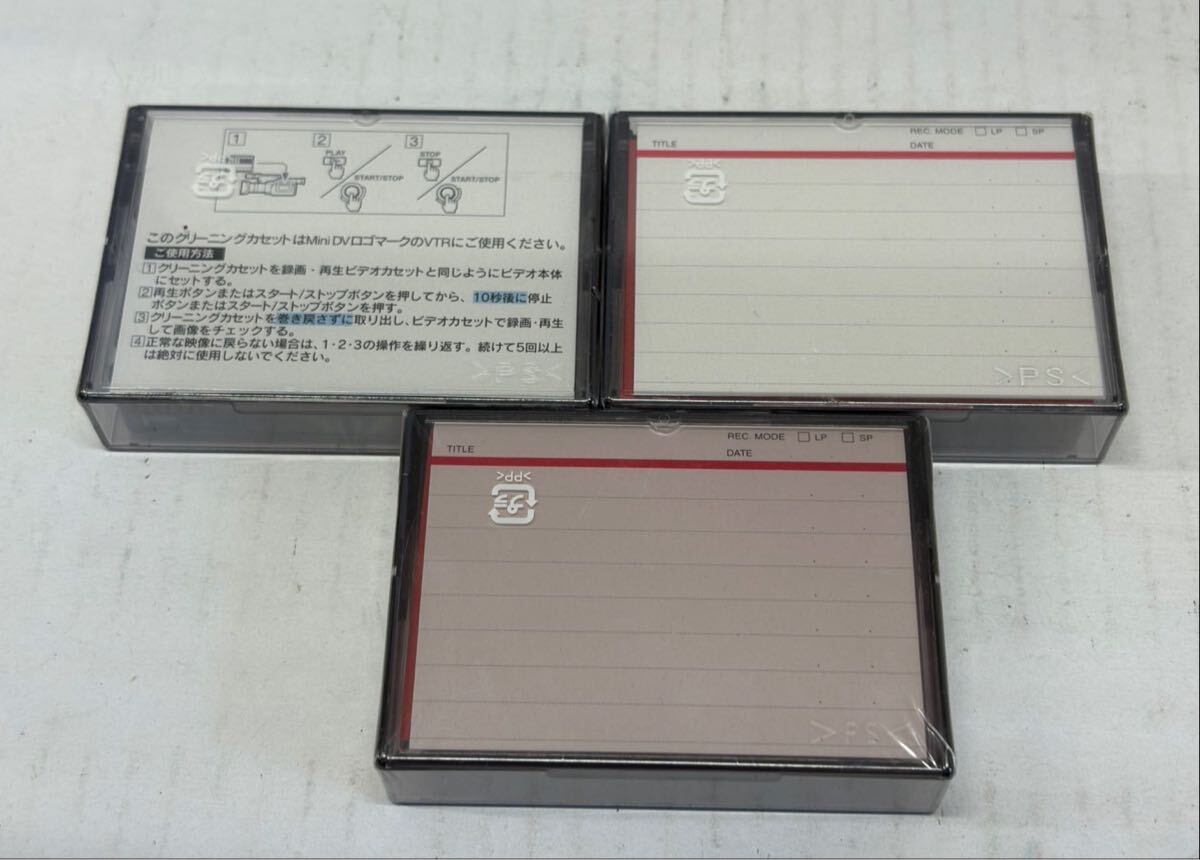 1
2
3
PLAY
START/STOP
STOP
START/STOP
>PP<
プラ
このクリーニングカセットはMini DVロゴマークのVTRにご使用ください。
ご使用方法
1クリーニングカセットを録画・再生ビデオカセットと同じようにビデオ本体
にセットする。
2再生ボタンまたはスタート/ストップボタンを押してから、10秒後に停止
ボタンまたはスタート/ストップボタンを押す。
3クリーニングカセットを巻き戻さずに取り出し、ビデオカセットで録画・再生
して画像をチェックする。
4正常な映像に戻らない場合は、1・2・3の操作を繰り返す。続けて5回以上
は絶対に使用しないでください。
REC. MODE □ LP □ SP
TITLE
DATE
>PP<
プラ
>PS<
REC. MODE □ LP □ SP
TITLE
DATE
>PP<
プラ
>PS<